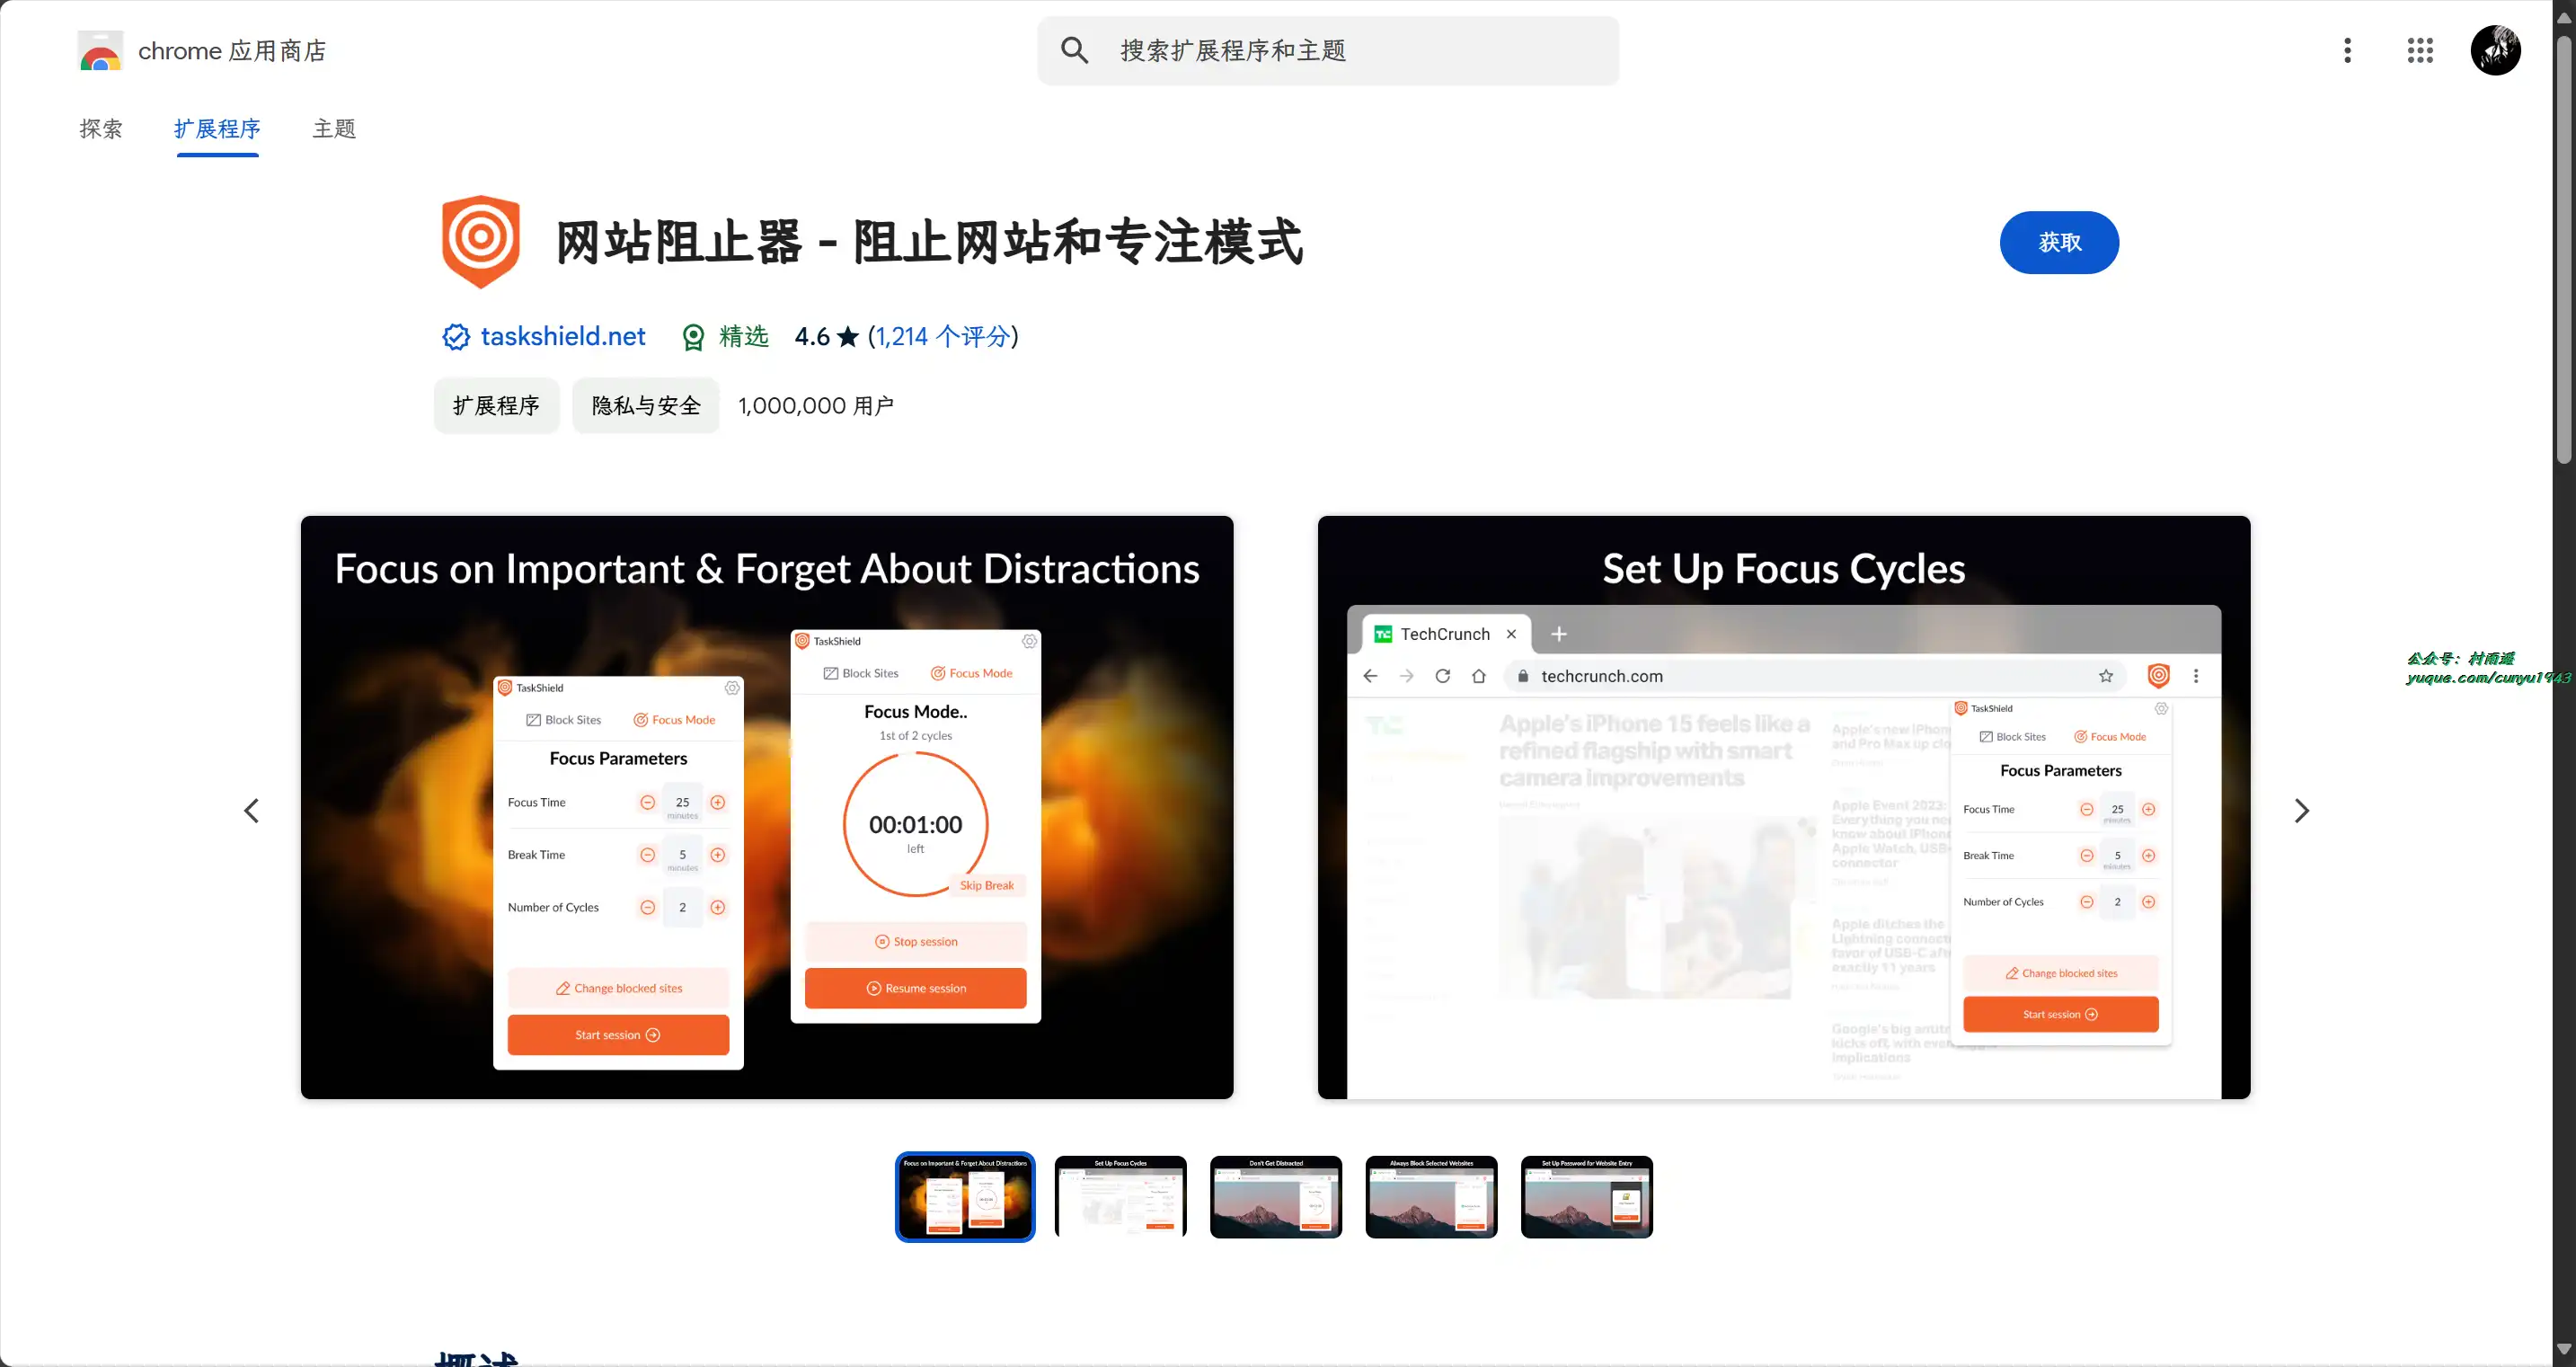 chrome 应用商店
搜索扩展程序和主题
探索
扩展程序
主题
网站阻止器 - 阻止网站和专注模式
获取
taskshield.net
精选
4.6 ★ (1,214 个评分)
扩展程序
隐私与安全
1,000,000 用户
Focus on Important & Forget About Distractions
TaskShield
Block Sites
Focus Mode
Focus Parameters
Focus Time
25
minutes
Break Time
5
minutes
Number of Cycles
2
Change blocked sites
Start session
TaskShield
Block Sites
Focus Mode
Focus Mode..
1st of 2 cycles
00:01:00
left
Skip Break
Stop session
Resume session
Set Up Focus Cycles
TechCrunch
techcrunch.com
Apple's iPhone 15 feels like a
refined flagship with smart
camera improvements
Apple's new iPhon
and Pro Max up clo
Apple Event 2023:
Everything you nee
know about iPhon
Apple Watch, USB-
connector
Apple ditches the
Lightning connect
favor of USB-C aft
exactly 11 years
Google's big antitr
kicks off, with eve
implications
TaskShield
Block Sites
Focus Mode
Focus Parameters
Focus Time
25
minutes
Break Time
5
minutes
Number of Cycles
2
Change blocked sites
Start session
公众号：村雨遥
yuque.com/cunyu1943
Focus on Important & Forget About Distractions
Set Up Focus Cycles
Don't Get Distracted
Always Block Selected Websites
Set Up Password for Website Entry
概述